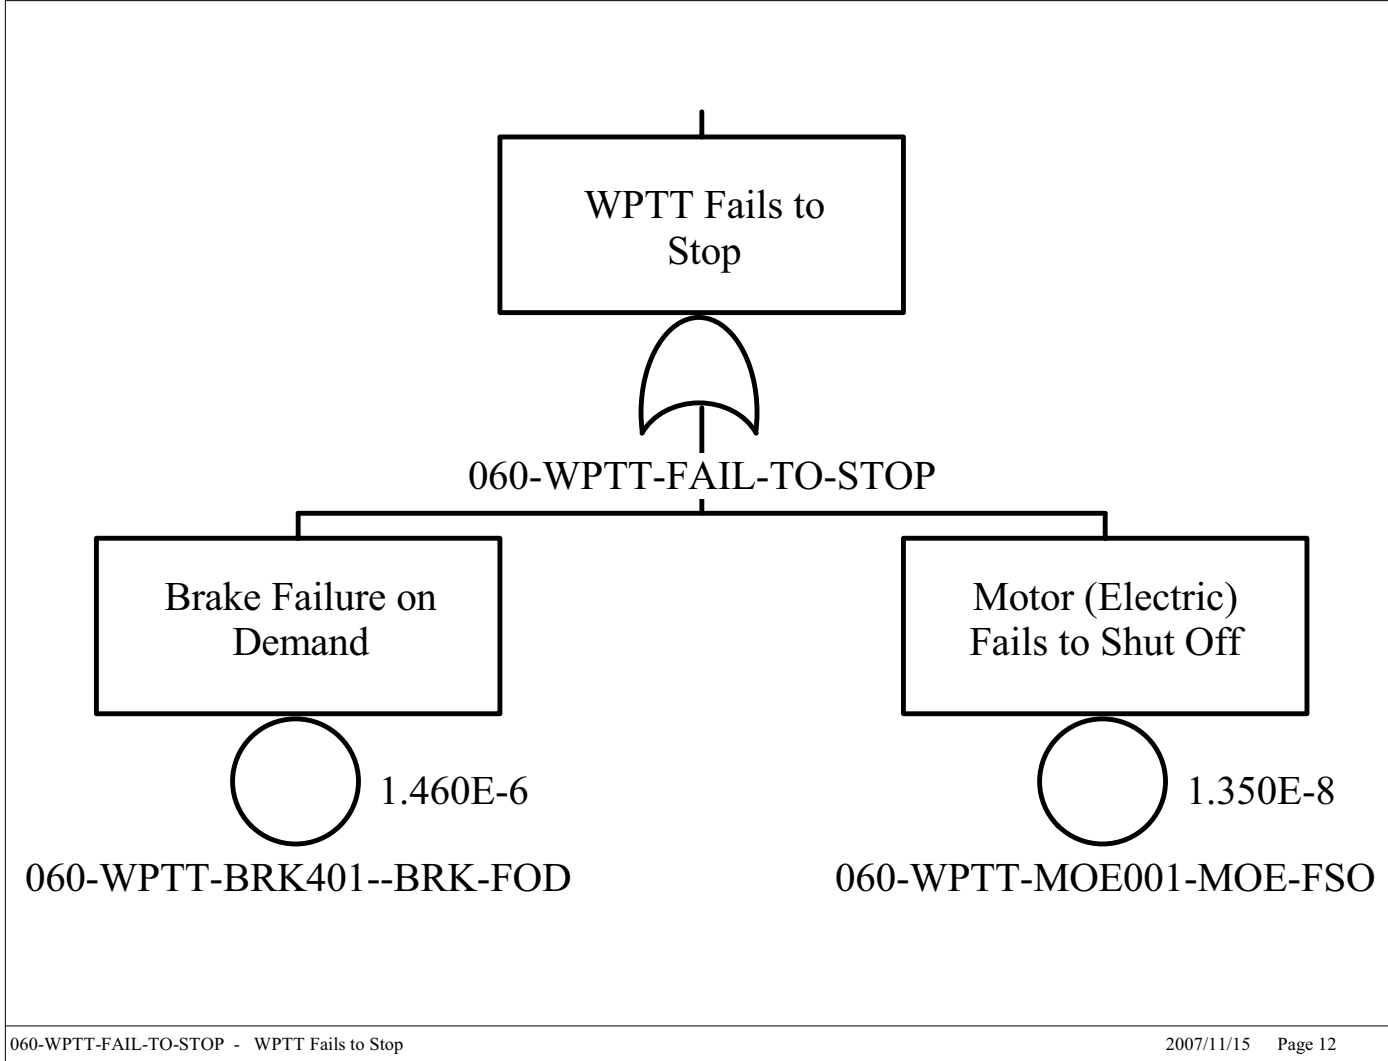 WPTT Fails to
Stop
060-WPTT-FAIL-TO-STOP
Brake Failure on
Demand
Motor (Electric)
Fails to Shut Off
1.460E-6
1.350E-8
060-WPTT-BRK401--BRK-FOD
060-WPTT-MOE001-MOE-FSO
060-WPTT-FAIL-TO-STOP - WPTT Fails to Stop
2007/11/15 Page 12